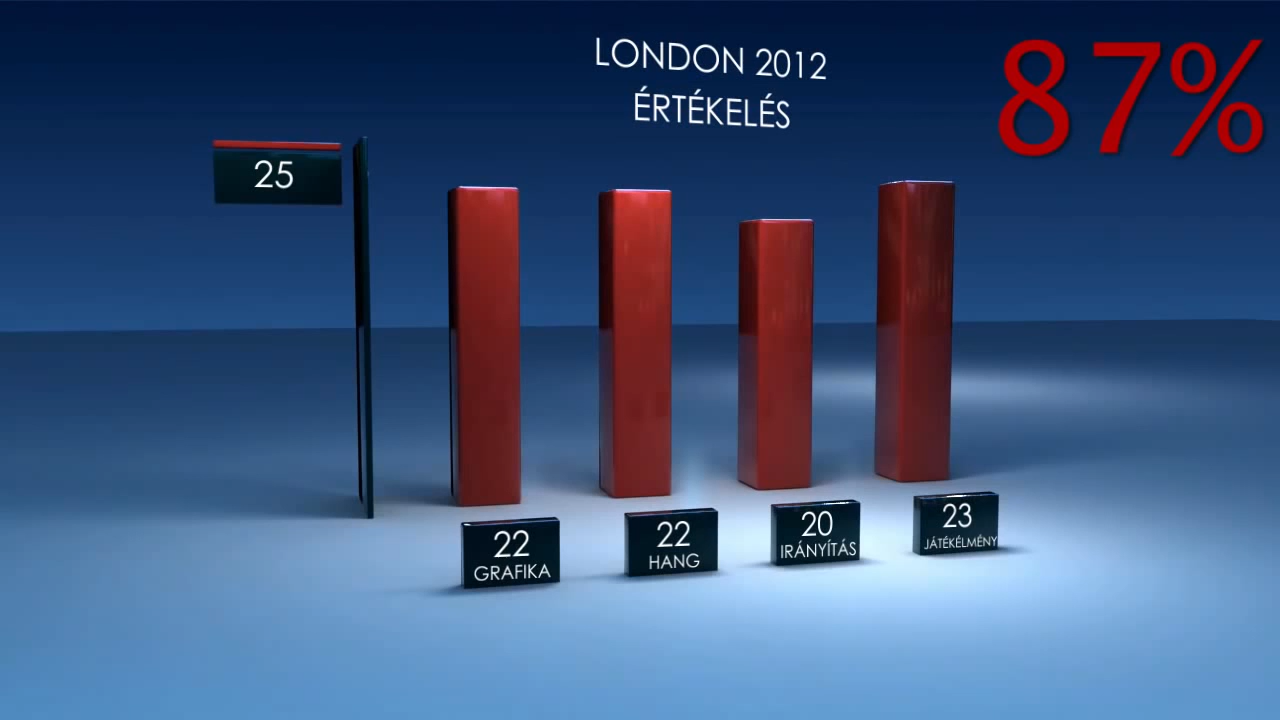 LONDON 2012
ÉRTÉKELÉS
87%
25
22
GRAFIKA
22
HANG
20
IRÁNYÍTÁS
23
JÁTÉKÉLMÉNY